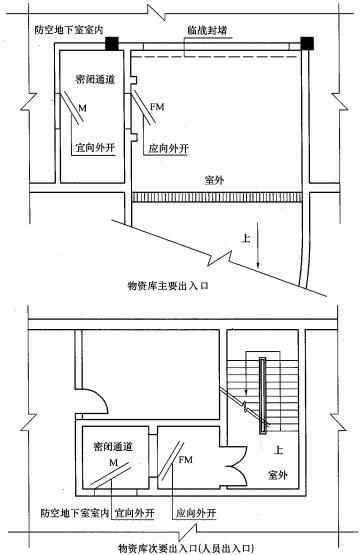 防空地下室室内
临战封堵
密闭通道
M
FM
宜向外开
应向外开
室外
上
物资库主要出入口
密闭通道
M
FM
上
室外
防空地下室室内
宜向外开
应向外开
物资库次要出入口(人员出入口)